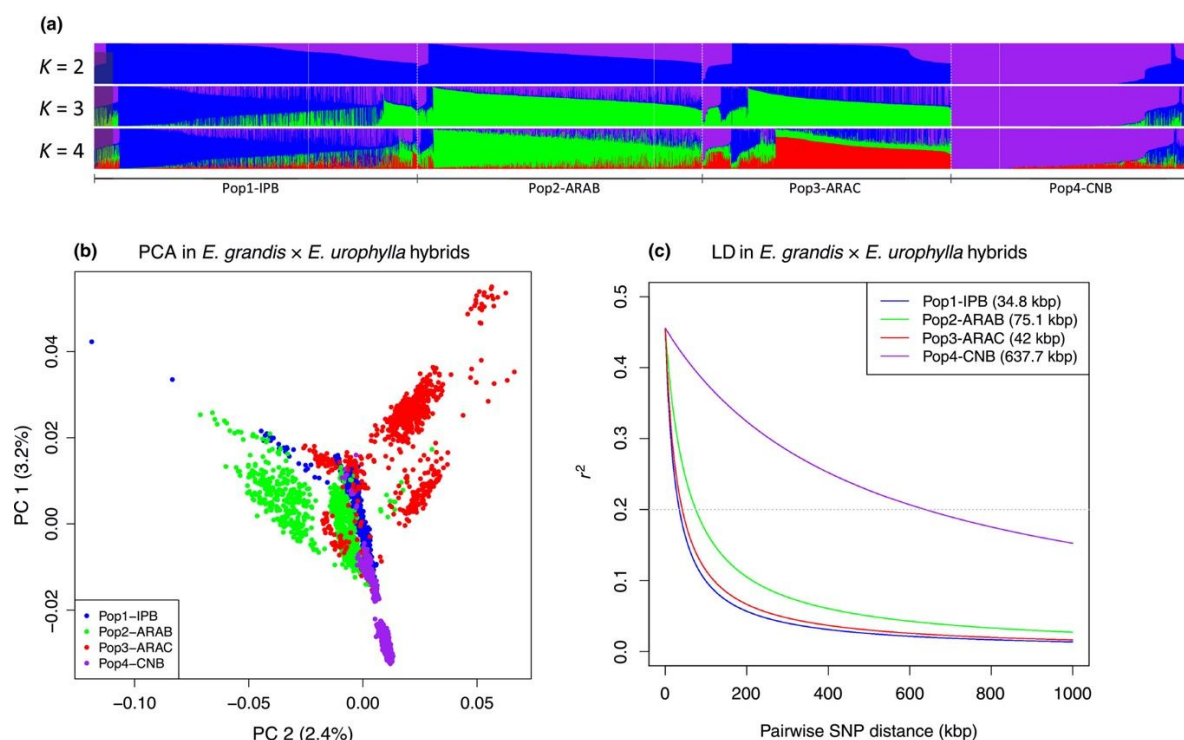 (a)
K = 2
K = 3
K = 4
Pop1-IPB Pop2-ARAB Pop3-ARAC Pop4-CNB
(b) PCA in E. grandis × E. urophylla hybrids
PC 1 (3.2%)
0.04
0.02
0.00
−0.02
Pop1−IPB
Pop2−ARAB
Pop3−ARAC
Pop4−CNB
−0.10 −0.05 0.00 0.05
PC 2 (2.4%)
(c) LD in E. grandis × E. urophylla hybrids
Pop1−IPB (34.8 kbp)
Pop2−ARAB (75.1 kbp)
Pop3−ARAC (42 kbp)
Pop4−CNB (637.7 kbp)
r²
0.5
0.4
0.3
0.2
0.1
0.0
0 200 400 600 800 1000
Pairwise SNP distance (kbp)